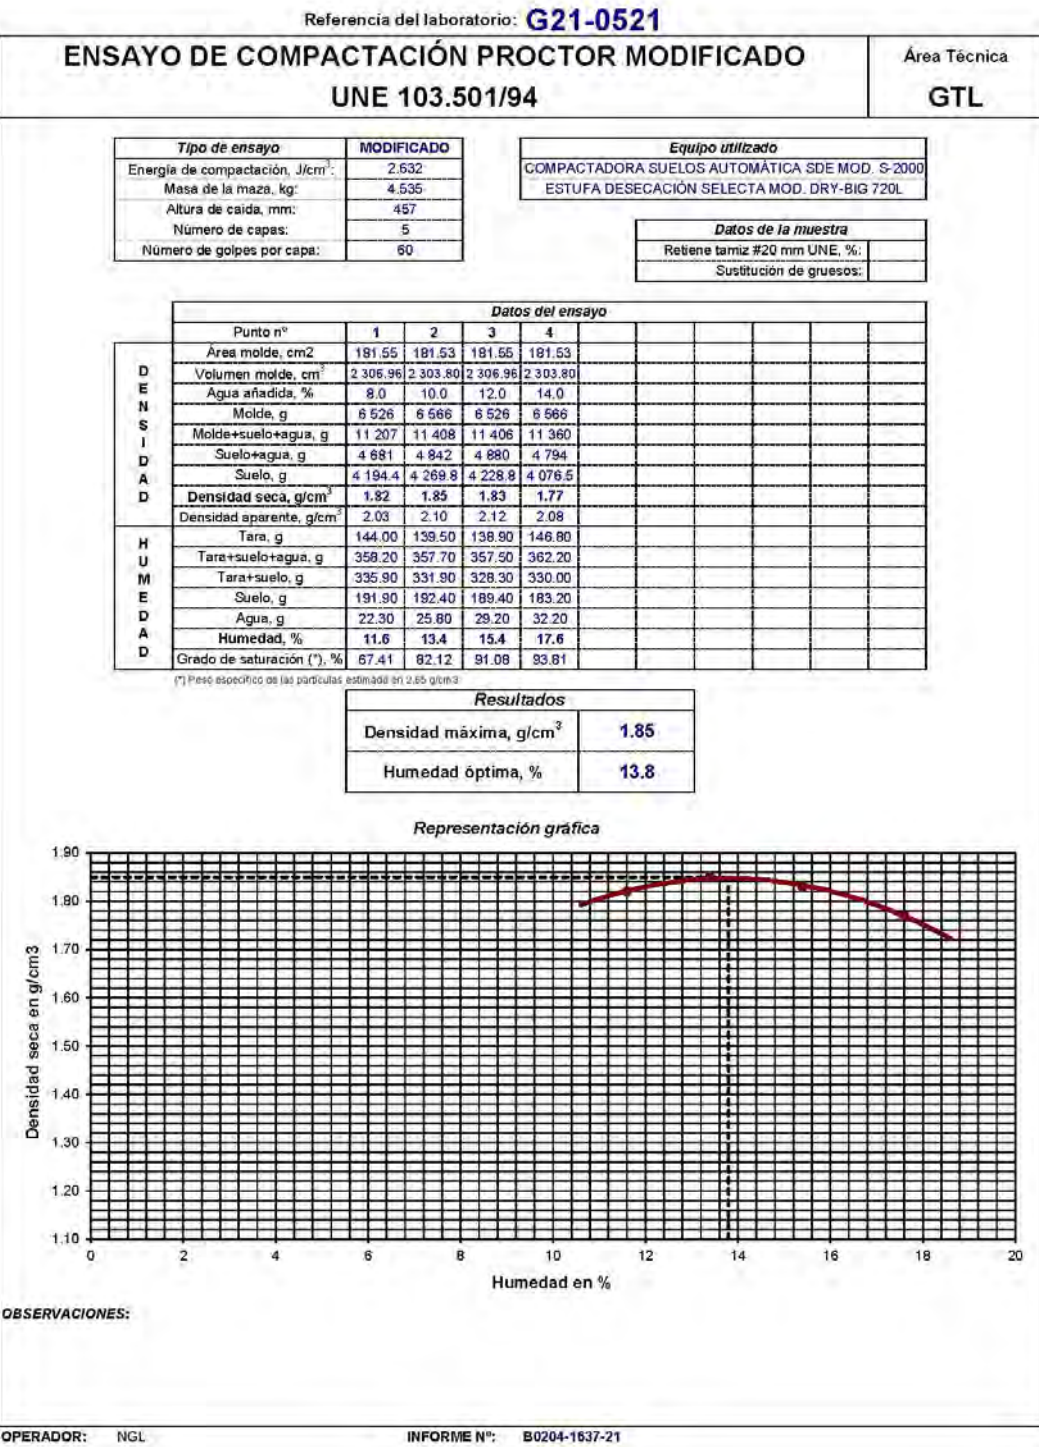 Referencia del laboratorio: G21-0521
ENSAYO DE COMPACTACIÓN PROCTOR MODIFICADO
UNE 103.501/94
Área Técnica
GTL
Tipo de ensayo MODIFICADO
Energía de compactación, J/cm3: 2.632
Masa de la maza, kg: 4.535
Altura de caida, mm: 457
Número de capas: 5
Número de golpes por capa: 60
Equipo utilizado
COMPACTADORA SUELOS AUTOMÁTICA SDE MOD. S-2000
ESTUFA DESECACIÓN SELECTA MOD. DRY-BIG 720L
Datos de la muestra
Retiene tamiz #20 mm UNE, %:
Sustitución de gruesos:
Datos del ensayo
Punto nº 1 2 3 4
DENSIDAD
Área molde, cm2 181.55 181.53 181.55 181.53
Volumen molde, cm3 2 306.96 2 303.80 2 306.96 2 303.80
Agua añadida, % 8.0 10.0 12.0 14.0
Molde, g 6 526 6 566 6 526 6 566
Molde+suelo+agua, g 11 207 11 408 11 406 11 360
Suelo+agua, g 4 681 4 842 4 880 4 794
Suelo, g 4 194.4 4 269.8 4 228.8 4 076.5
Densidad seca, g/cm3 1.82 1.85 1.83 1.77
Densidad aparente, g/cm3 2.03 2.10 2.12 2.08
HUMEDAD
Tara, g 144.00 139.50 138.90 146.80
Tara+suelo+agua, g 358.20 357.70 357.50 362.20
Tara+suelo, g 335.90 331.90 328.30 330.00
Suelo, g 191.90 192.40 189.40 183.20
Agua, g 22.30 25.80 29.20 32.20
Humedad, % 11.6 13.4 15.4 17.6
Grado de saturación (*), % 67.41 82.12 91.08 93.81
(*) Peso específico de las partículas estimada en 2.65 g/cm3
Resultados
Densidad máxima, g/cm3 1.85
Humedad óptima, % 13.8
Representación gráfica
Densidad seca en g/cm3
1.90
1.80
1.70
1.60
1.50
1.40
1.30
1.20
1.10
0 2 4 6 8 10 12 14 16 18 20
Humedad en %
OBSERVACIONES:
OPERADOR: NGL INFORME Nº: B0204-1637-21